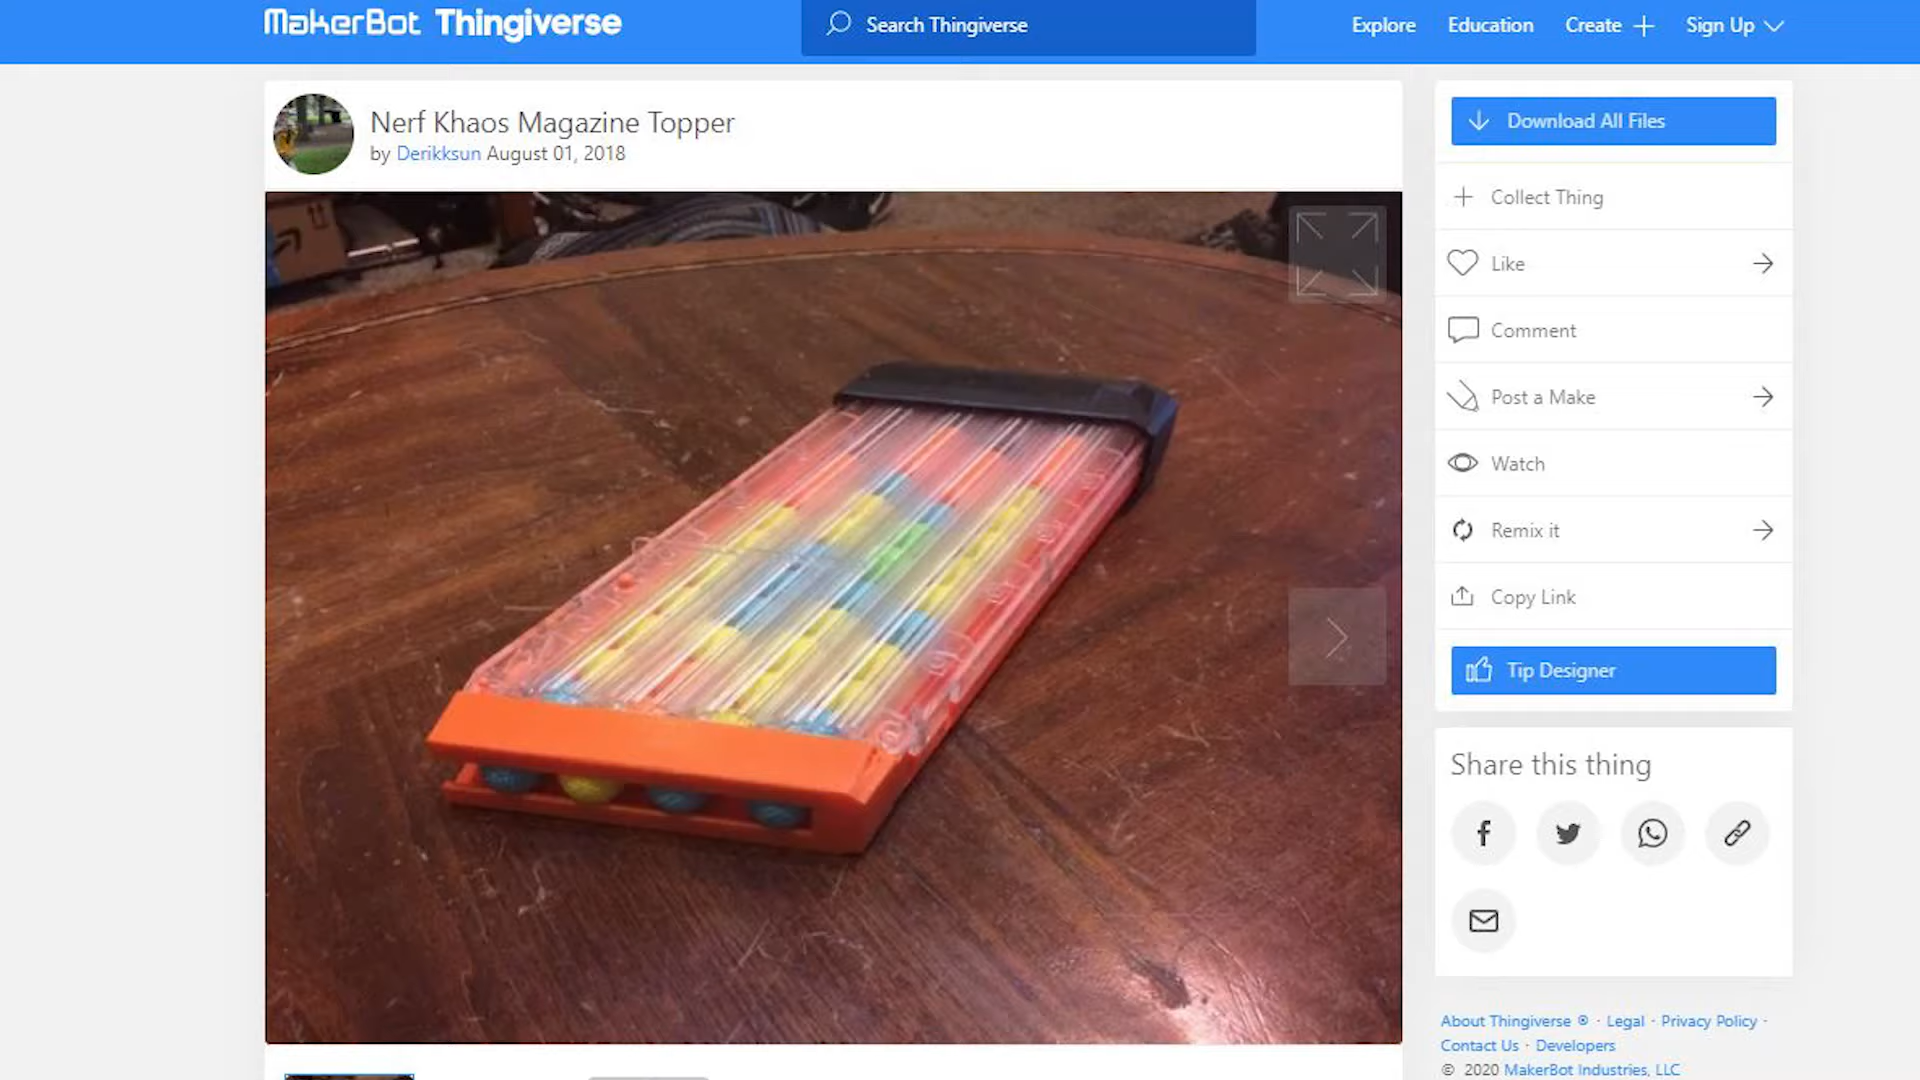 MakerBot Thingiverse
Search Thingiverse
Explore
Education
Create
Sign Up
Nerf Khaos Magazine Topper
by Derikksun August 01, 2018
Download All Files
Collect Thing
Like
Comment
Post a Make
Watch
Remix it
Copy Link
Tip Designer
Share this thing
About Thingiverse ® · Legal · Privacy Policy ·
Contact Us · Developers
© 2020 MakerBot Industries, LLC